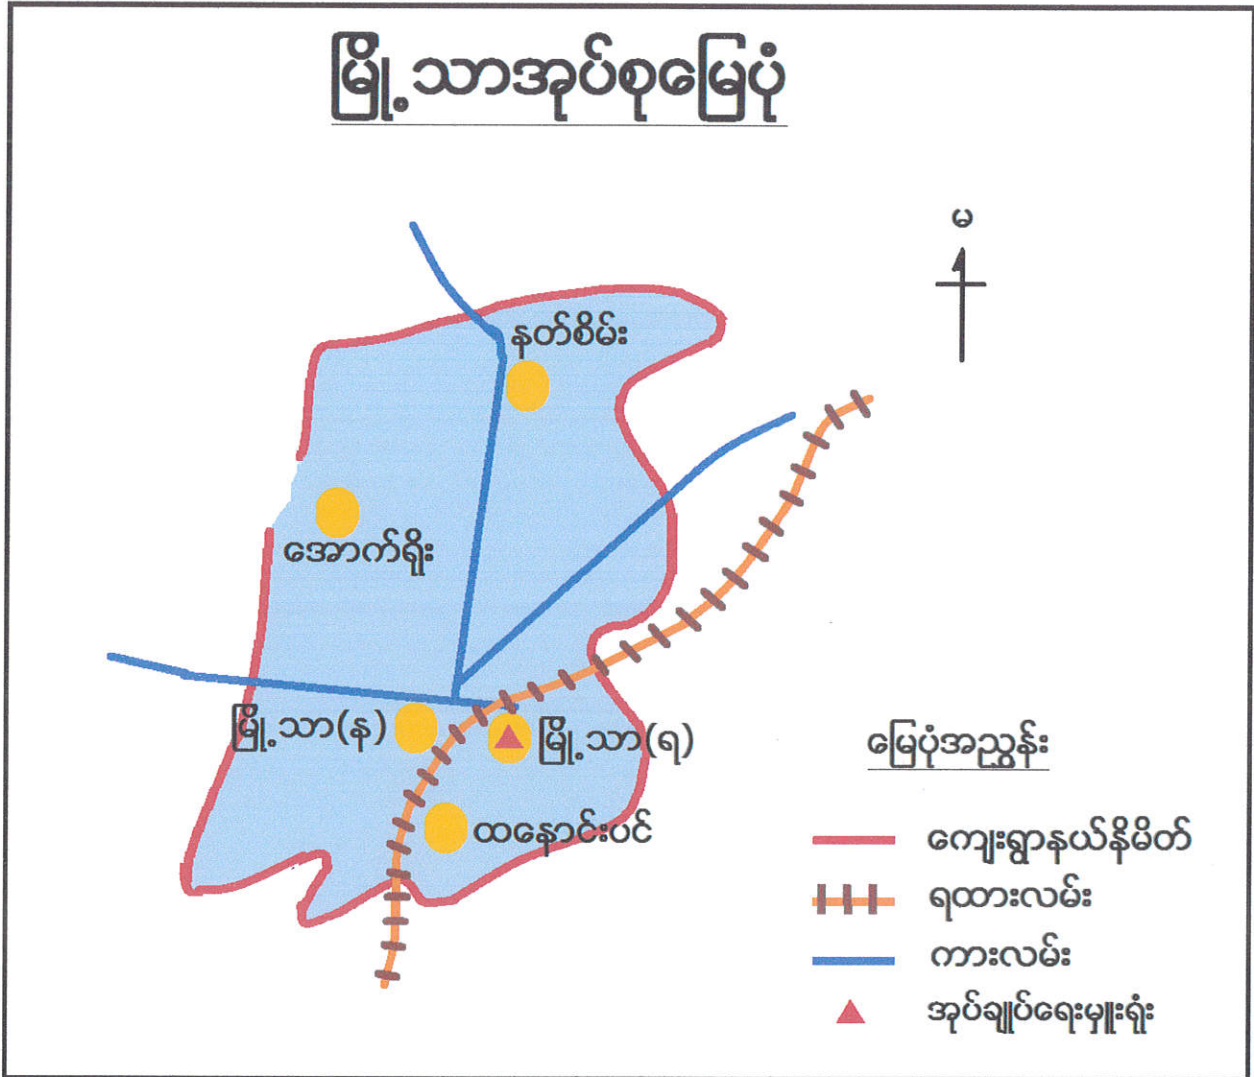 မြို့သာအုပ်စုမြေပုံ
မ
နတ်စိမ်း
အောက်ရိုး
မြို့သာ(န)
မြို့သာ(ရ)
ထနောင်းပင်
မြေပုံအညွှန်း
ကျေးရွာနယ်နိမိတ်
ရထားလမ်း
ကားလမ်း
အုပ်ချုပ်ရေးမှူးရုံး